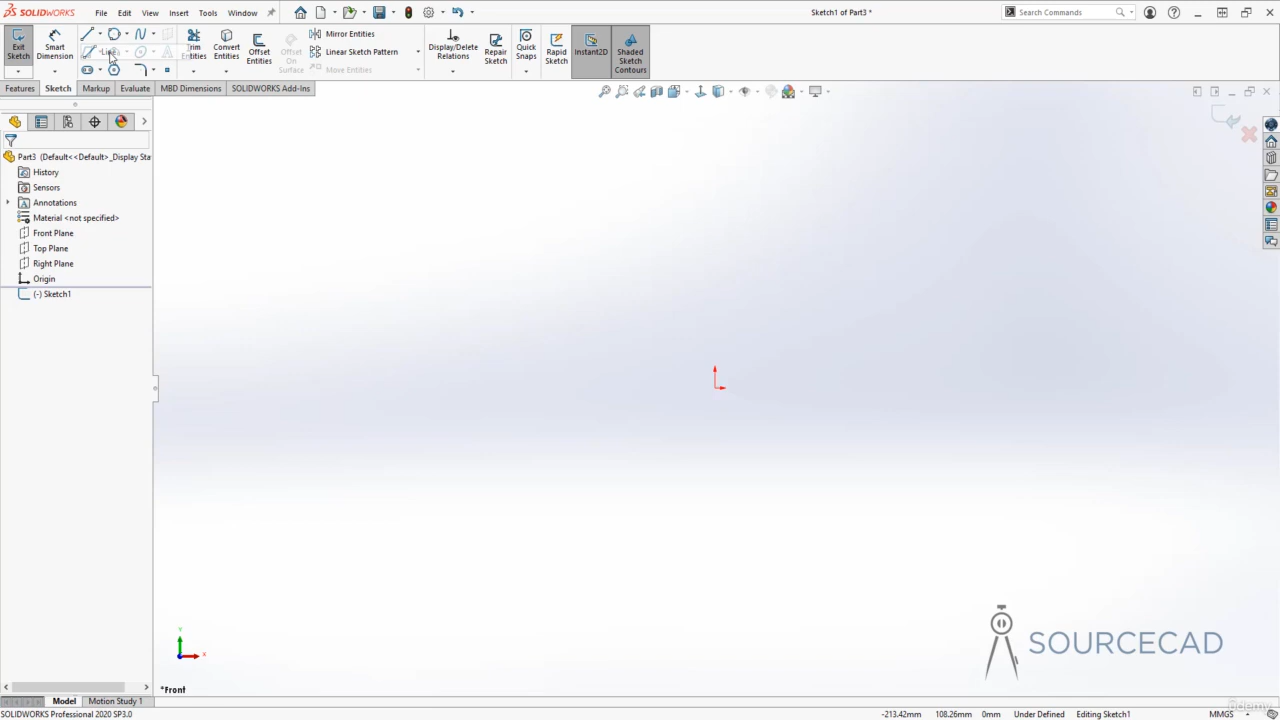 SOLIDWORKS
File
Edit
View
Insert
Tools
Window
Sketch1 of Part3 *
Search Commands
Exit Sketch
Smart Dimension
Line
Trim Entities
Convert Entities
Offset Entities
Offset On Surface
Mirror Entities
Linear Sketch Pattern
Move Entities
Display/Delete Relations
Repair Sketch
Quick Snaps
Rapid Sketch
Instant2D
Shaded Sketch Contours
Features
Sketch
Markup
Evaluate
MBD Dimensions
SOLIDWORKS Add-Ins
Part3 (Default<<Default>_Display Sta
History
Sensors
Annotations
Material <not specified>
Front Plane
Top Plane
Right Plane
Origin
(-) Sketch1
Y
X
*Front
SOURCECAD
Model
Motion Study 1
ûdemy
SOLIDWORKS Professional 2020 SP3.0
-213.42mm
108.26mm
0mm
Under Defined
Editing Sketch1
MMGS